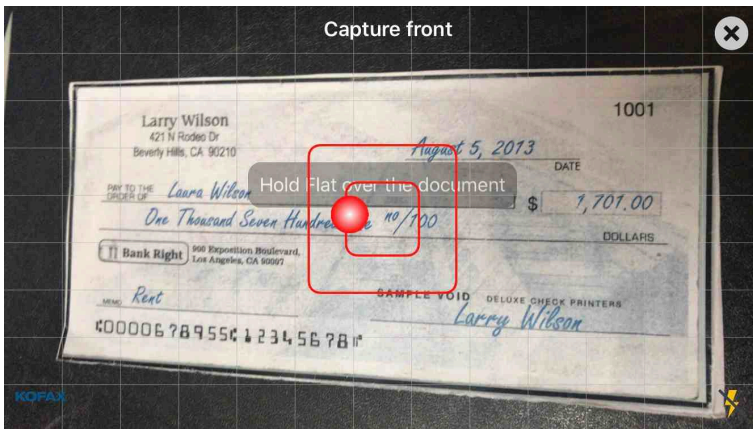 Capture front
1001
Larry Wilson
421 N Rodeo Dr
Beverly Hills, CA 90210
August 5, 2013
DATE
Hold Flat over the document
PAY TO THE
ORDER OF Laura Wilson
$ 1,701.00
One Thousand Seven Hundred no/100
DOLLARS
Bank Right
900 Exposition Boulevard,
Los Angeles, CA 90007
SAMPLE VOID DELUXE CHECK PRINTERS
MEMO Rent
Larry Wilson
⑆000067895⑆12345678⑈
KOFAX